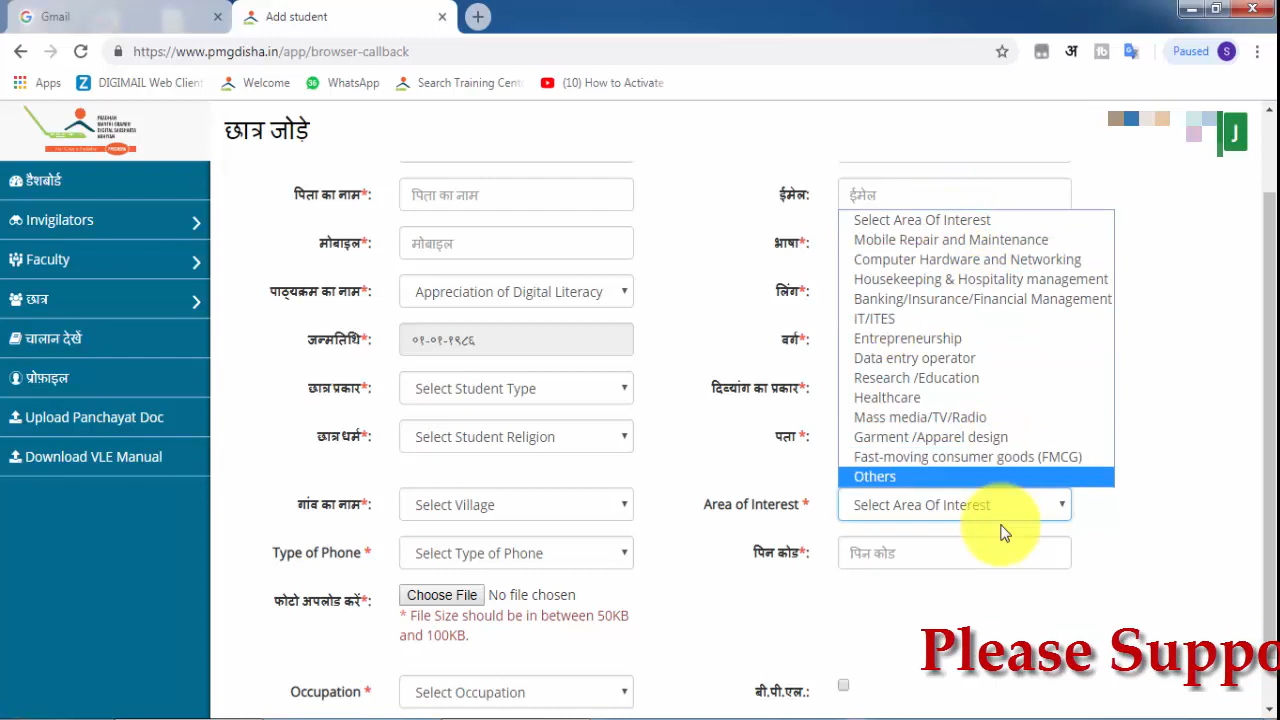 Gmail
Add student
https://www.pmgdisha.in/app/browser-callback
अ
Paused
S
Apps
DIGIMAIL Web Client
Welcome
WhatsApp
Search Training Cent
(10) How to Activate
PRADHAN
MANTRI GRAMIN
DIGITAL SAKSHARTA
ABHIYAN
छात्र जोड़े
J
डैशबोर्ड
Invigilators
Faculty
छात्र
चालान देखें
प्रोफ़ाइल
Upload Panchayat Doc
Download VLE Manual
पिता का नाम*:
पिता का नाम
ईमेल:
ईमेल
मोबाइल*:
मोबाइल
भाषा*:
पाठ्यक्रम का नाम*:
Appreciation of Digital Literacy
लिंग*:
जन्मतिथि*:
०१-०१-१९८६
वर्ग*:
छात्र प्रकार*:
Select Student Type
दिव्यांग का प्रकार*:
छात्र धर्म*:
Select Student Religion
पता *:
Select Area Of Interest
Mobile Repair and Maintenance
Computer Hardware and Networking
Housekeeping & Hospitality management
Banking/Insurance/Financial Management
IT/ITES
Entrepreneurship
Data entry operator
Research /Education
Healthcare
Mass media/TV/Radio
Garment /Apparel design
Fast-moving consumer goods (FMCG)
Others
गांव का नाम*:
Select Village
Area of Interest *
Select Area Of Interest
Type of Phone *
Select Type of Phone
पिन कोड*:
पिन कोड
फोटो अपलोड करें*:
Choose File No file chosen
* File Size should be in between 50KB
and 100KB.
Please Suppo
Occupation *
Select Occupation
बी.पी.एल.: